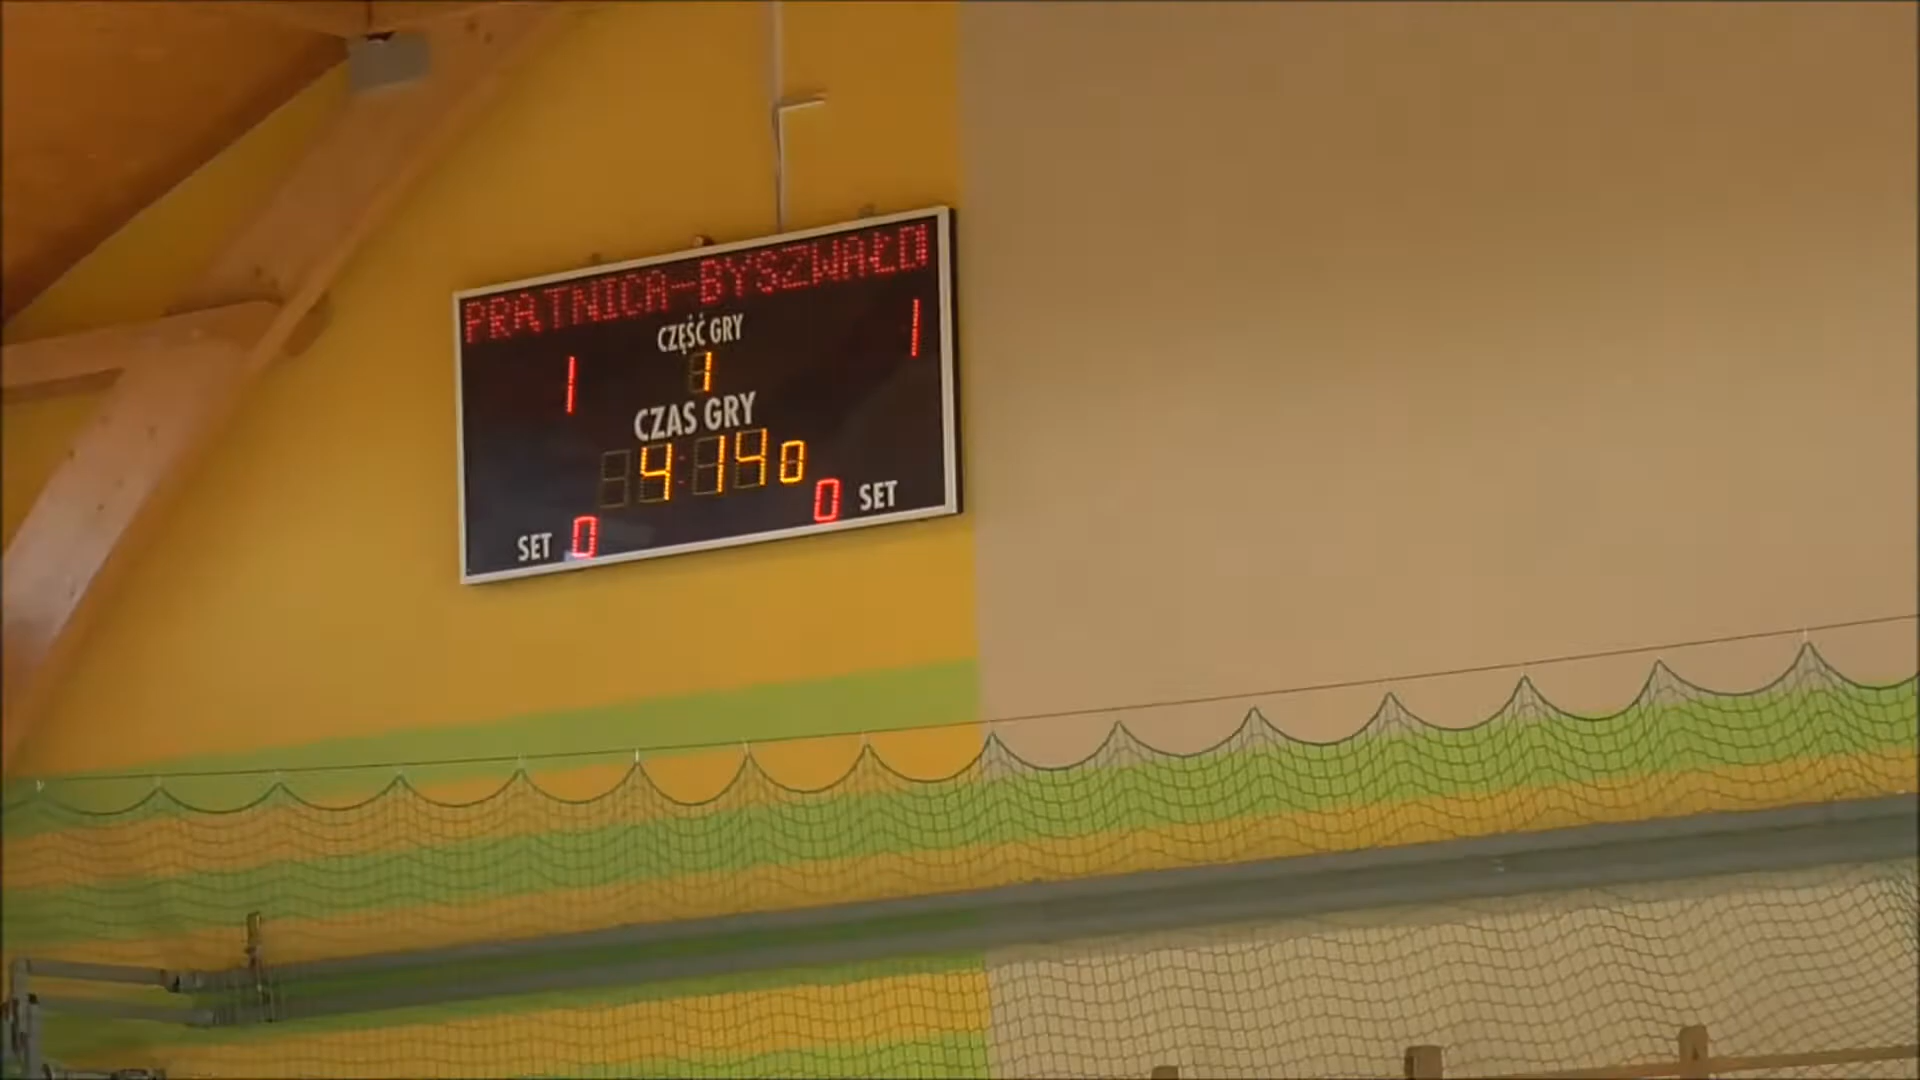 PRATNICA-BYSZWAŁD
CZĘŚĆ GRY
1 1 1
CZAS GRY
4:14 0
SET 0 0 SET